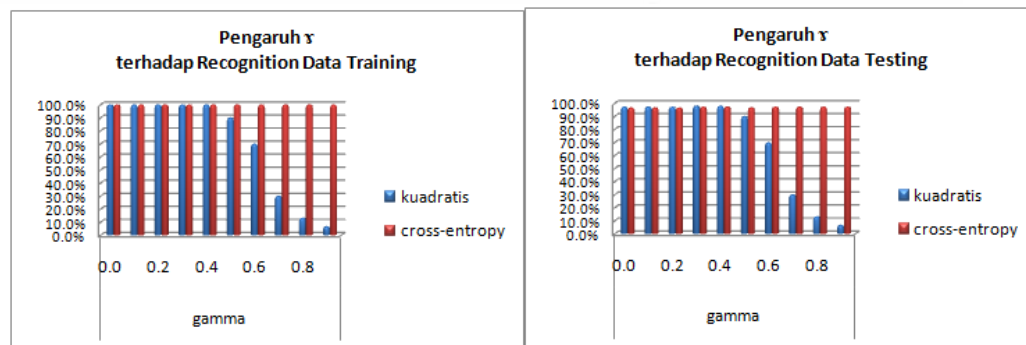 Pengaruh ɤ
terhadap Recognition Data Training
100.0%
90.0%
80.0%
70.0%
60.0%
50.0%
40.0%
30.0%
20.0%
10.0%
0.0%
0.0 0.2 0.4 0.6 0.8
gamma
kuadratis
cross-entropy
Pengaruh ɤ
terhadap Recognition Data Testing
100.0%
90.0%
80.0%
70.0%
60.0%
50.0%
40.0%
30.0%
20.0%
10.0%
0.0%
0.0 0.2 0.4 0.6 0.8
gamma
kuadratis
cross-entropy